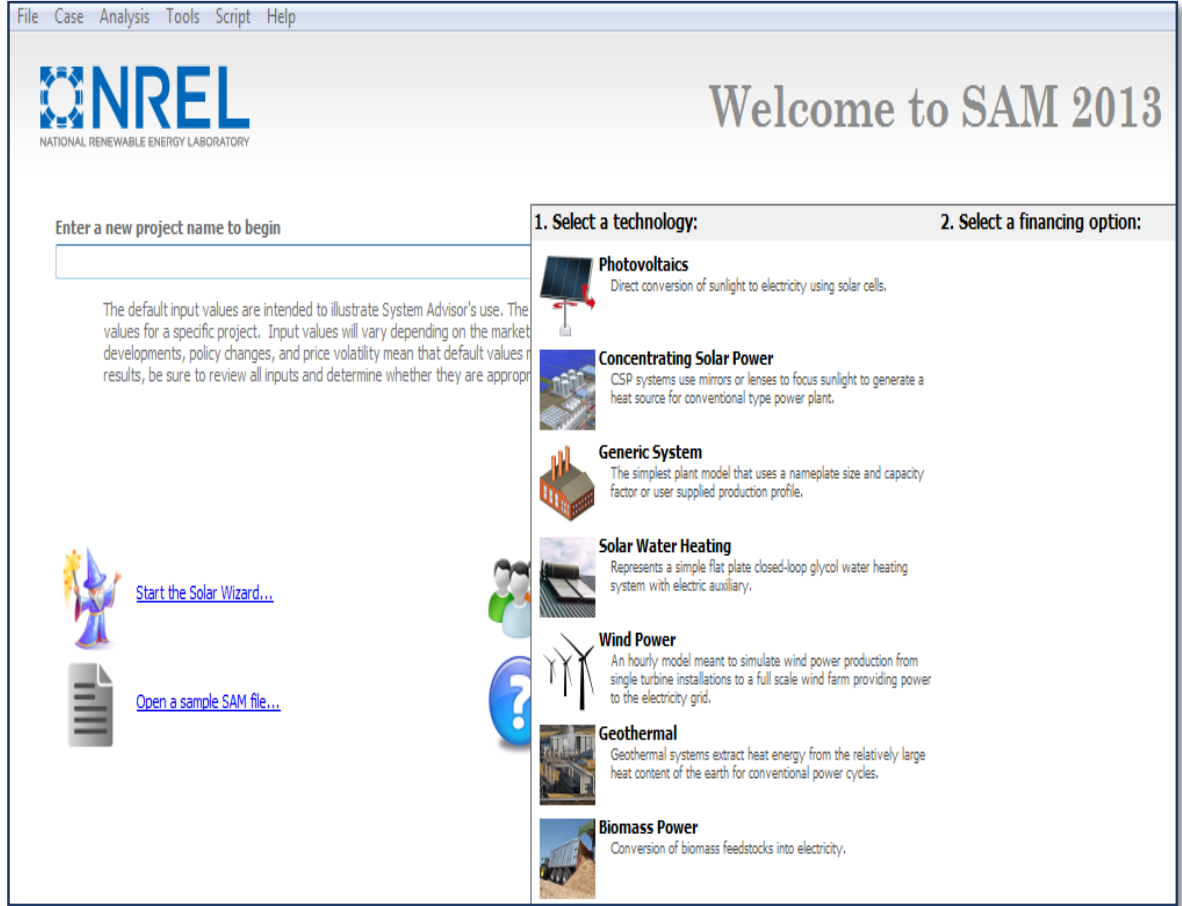 File Case Analysis Tools Script Help
NREL
NATIONAL RENEWABLE ENERGY LABORATORY
Welcome to SAM 2013
Enter a new project name to begin
The default input values are intended to illustrate System Advisor's use. The
values for a specific project. Input values will vary depending on the market
developments, policy changes, and price volatility mean that default values
results, be sure to review all inputs and determine whether they are appropr
Start the Solar Wizard...
Open a sample SAM file...
?
1. Select a technology:
2. Select a financing option:
Photovoltaics
Direct conversion of sunlight to electricity using solar cells.
Concentrating Solar Power
CSP systems use mirrors or lenses to focus sunlight to generate a
heat source for conventional type power plant.
Generic System
The simplest plant model that uses a nameplate size and capacity
factor or user supplied production profile.
Solar Water Heating
Represents a simple flat plate closed-loop glycol water heating
system with electric auxiliary.
Wind Power
An hourly model meant to simulate wind power production from
single turbine installations to a full scale wind farm providing power
to the electricity grid.
Geothermal
Geothermal systems extract heat energy from the relatively large
heat content of the earth for conventional power cycles.
Biomass Power
Conversion of biomass feedstocks into electricity.